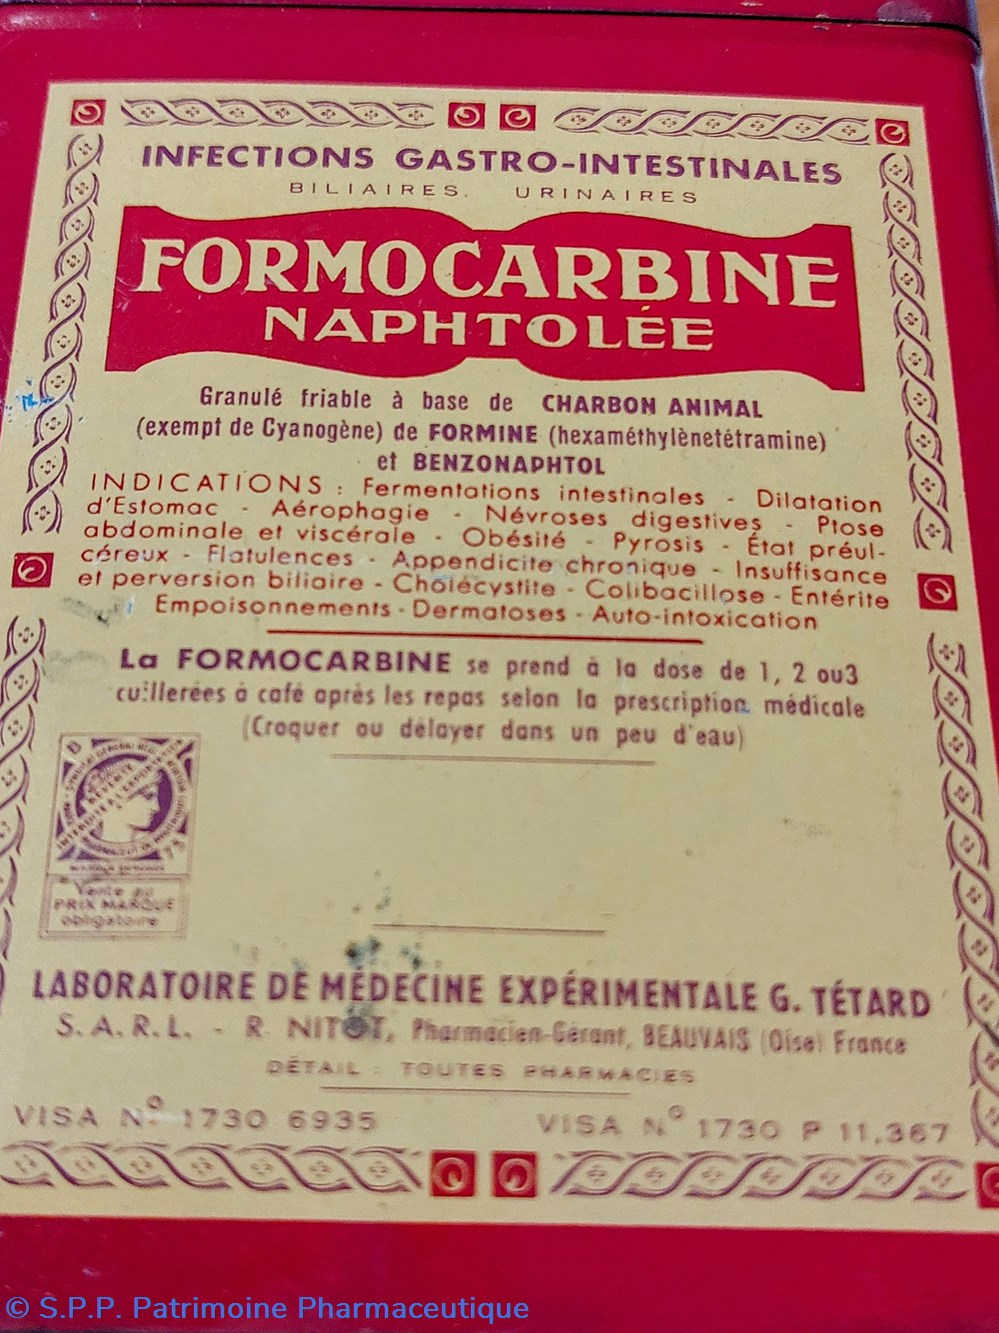 INFECTIONS GASTRO-INTESTINALES
BILIAIRES. URINAIRES
FORMOCARBINE
NAPHTOLÉE
Granulé friable à base de CHARBON ANIMAL
(exempt de Cyanogène) de FORMINE (hexaméthylènetétramine)
et BENZONAPHTOL
INDICATIONS : Fermentations intestinales - Dilatation
d'Estomac - Aérophagie - Névroses digestives - Ptose
abdominale et viscérale - Obésité - Pyrosis - État préul-
céreux - Flatulences - Appendicite chronique - Insuffisance
et perversion biliaire - Cholécystite - Colibacillose - Entérite
Empoisonnements - Dermatoses - Auto-intoxication
La FORMOCARBINE se prend à la dose de 1, 2 ou3
cuillerées à café après les repas selon la prescription médicale
(Croquer ou délayer dans un peu d'eau)
Vente au
PRIX MARQUÉ
obligatoire
LABORATOIRE DE MÉDECINE EXPÉRIMENTALE G. TÉTARD
S.A.R.L. - R. NITOT, Pharmacien-Gérant, BEAUVAIS (Oise) France
DÉTAIL : TOUTES PHARMACIES
VISA N° 1730 6935 VISA N° 1730 P 11.367
© S.P.P. Patrimoine Pharmaceutique